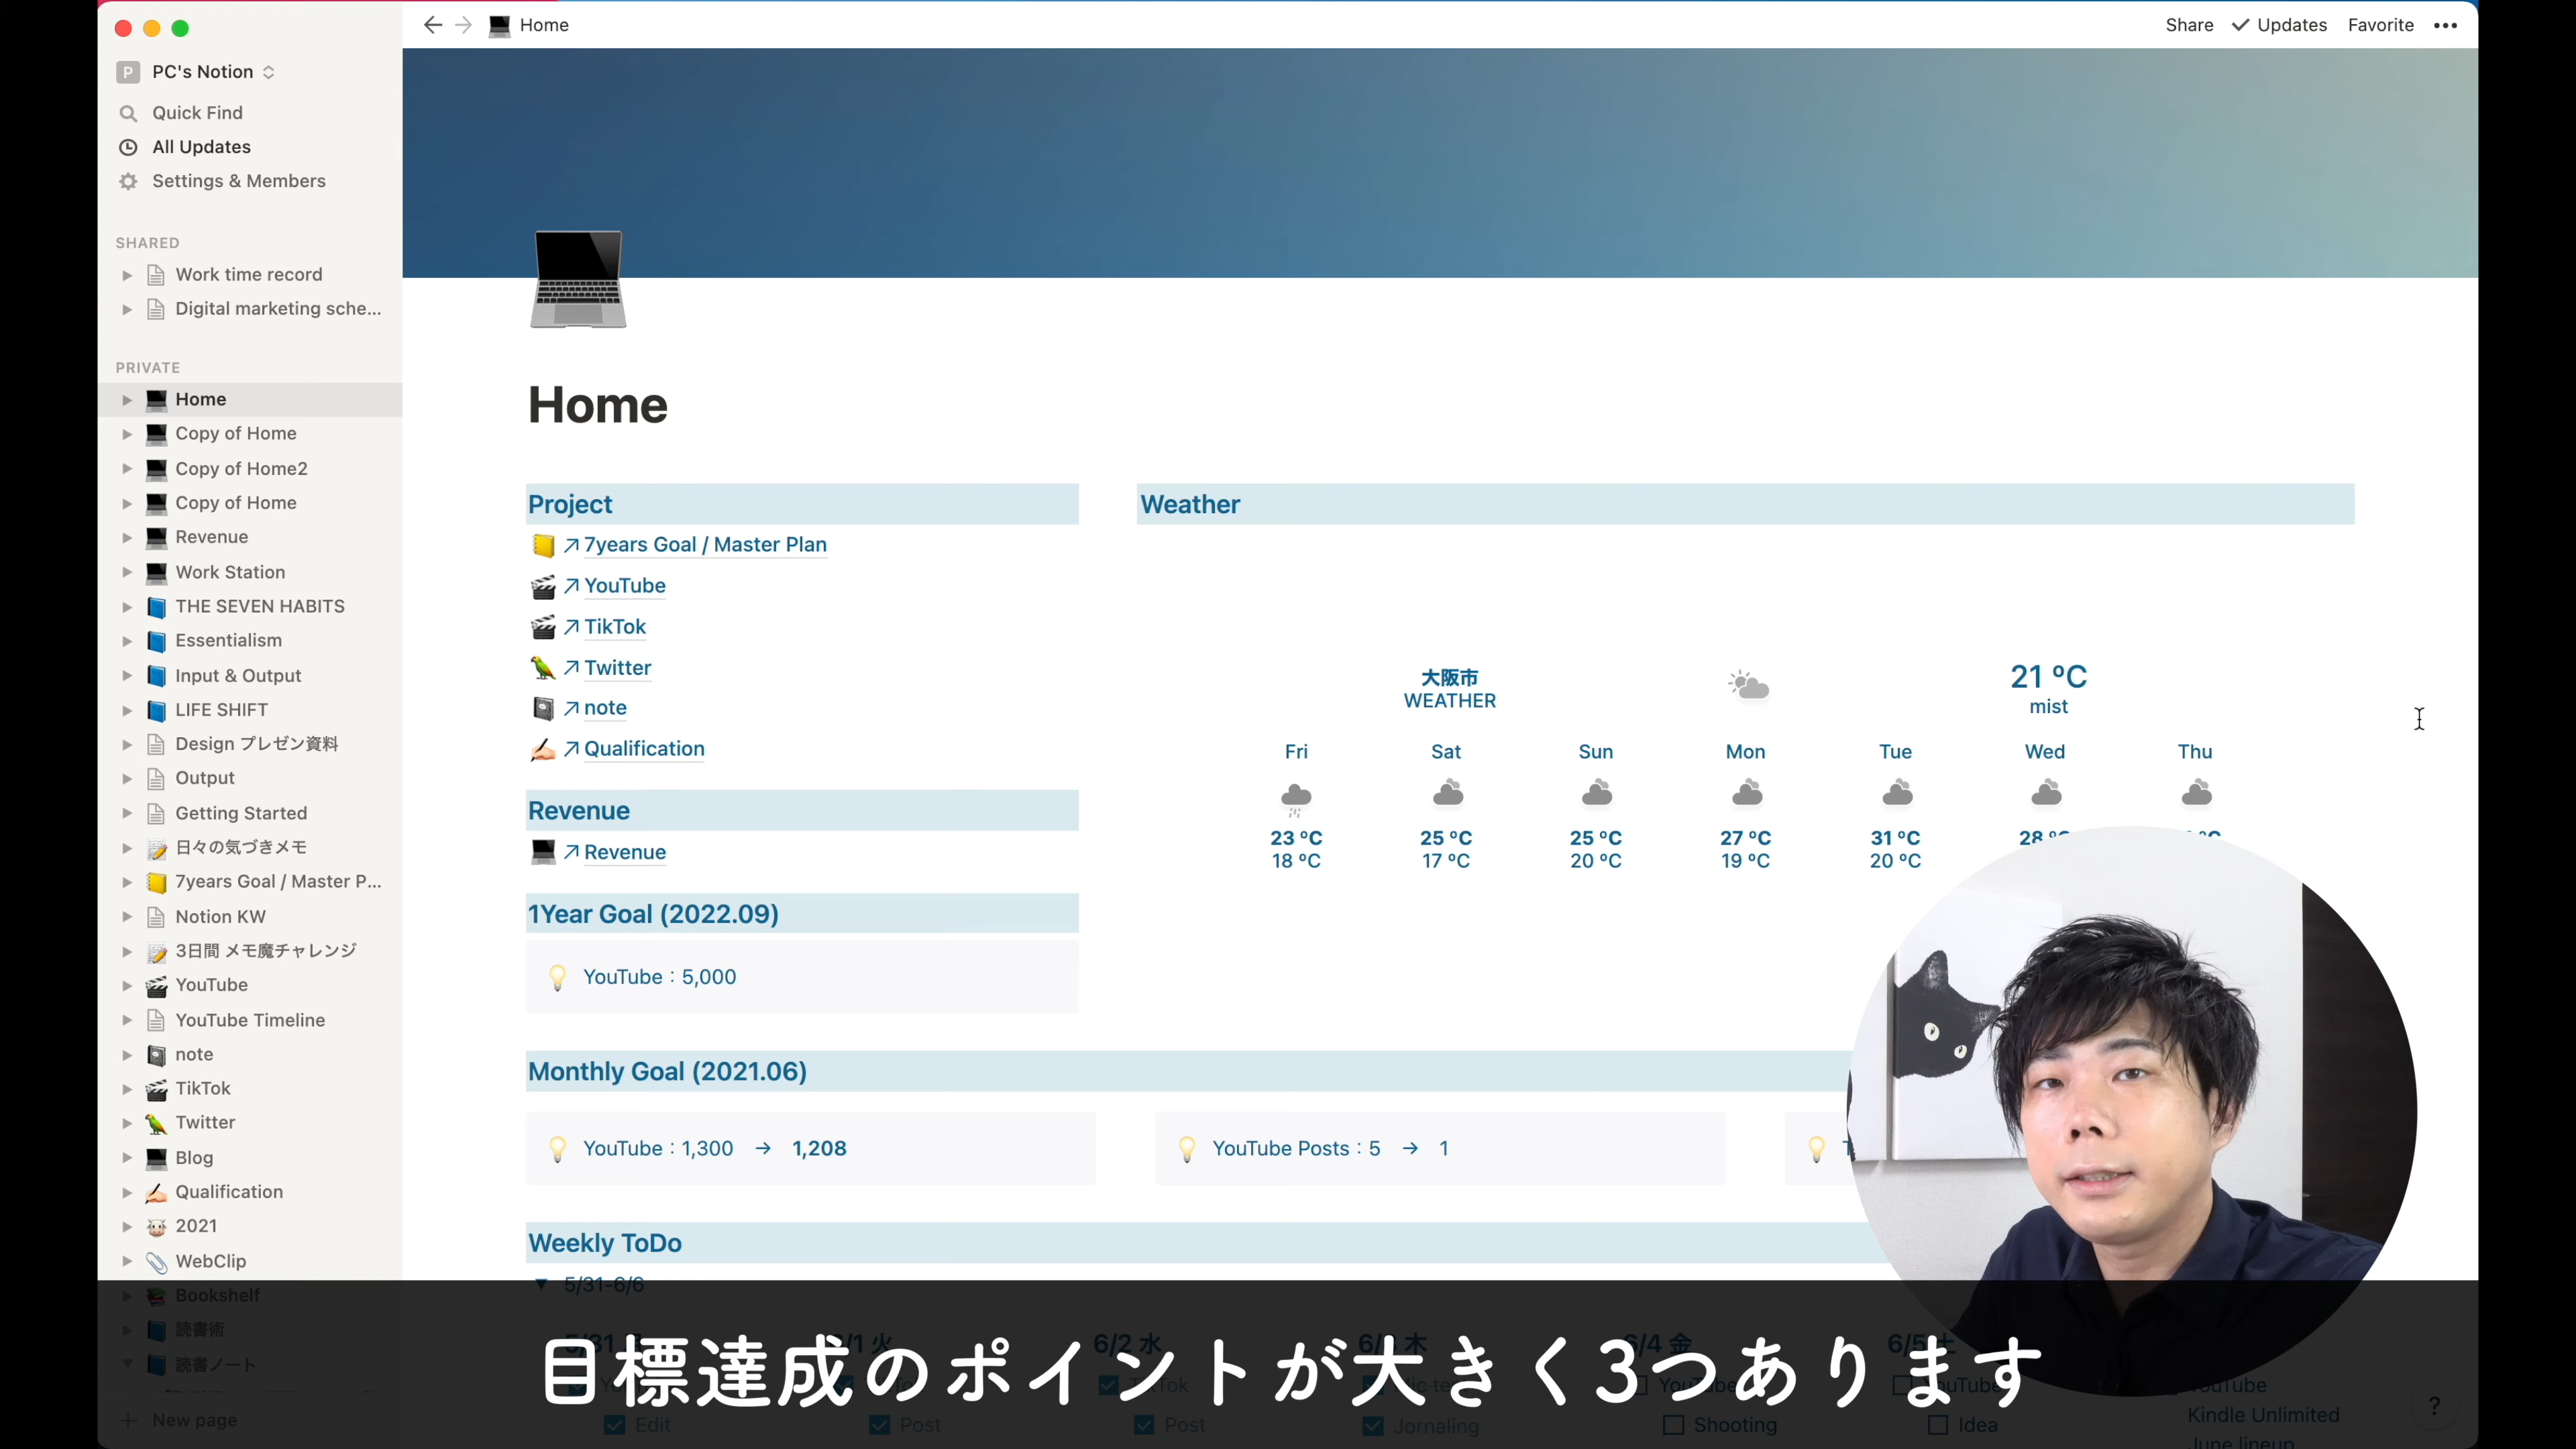 Home
Share
Updates
Favorite
P
PC's Notion
Quick Find
All Updates
Settings & Members
SHARED
Work time record
Digital marketing sche...
PRIVATE
Home
Copy of Home
Copy of Home2
Copy of Home
Revenue
Work Station
THE SEVEN HABITS
Essentialism
Input & Output
LIFE SHIFT
Design プレゼン資料
Output
Getting Started
日々の気づきメモ
7years Goal / Master P...
Notion KW
3日間 メモ魔チャレンジ
YouTube
YouTube Timeline
note
TikTok
Twitter
Blog
Qualification
2021
WebClip
Bookshelf
読書術
読書ノート
New page
Home
Project
7years Goal / Master Plan
YouTube
TikTok
Twitter
note
Qualification
Revenue
Revenue
1Year Goal (2022.09)
YouTube : 5,000
Weather
大阪市
WEATHER
21 °C
mist
Fri Sat Sun Mon Tue Wed Thu
23 °C 25 °C 25 °C 27 °C 31 °C 28
18 °C 17 °C 20 °C 19 °C 20 °C
Monthly Goal (2021.06)
YouTube : 1,300 → 1,208
YouTube Posts : 5 → 1
Weekly ToDo
5/31-6/6
6/2 水
6/4 金
目標達成のポイントが大きく3つあります
Edit
Post
Post
Jornaling
Shooting
Idea
Kindle Unlimited
June lineup
?